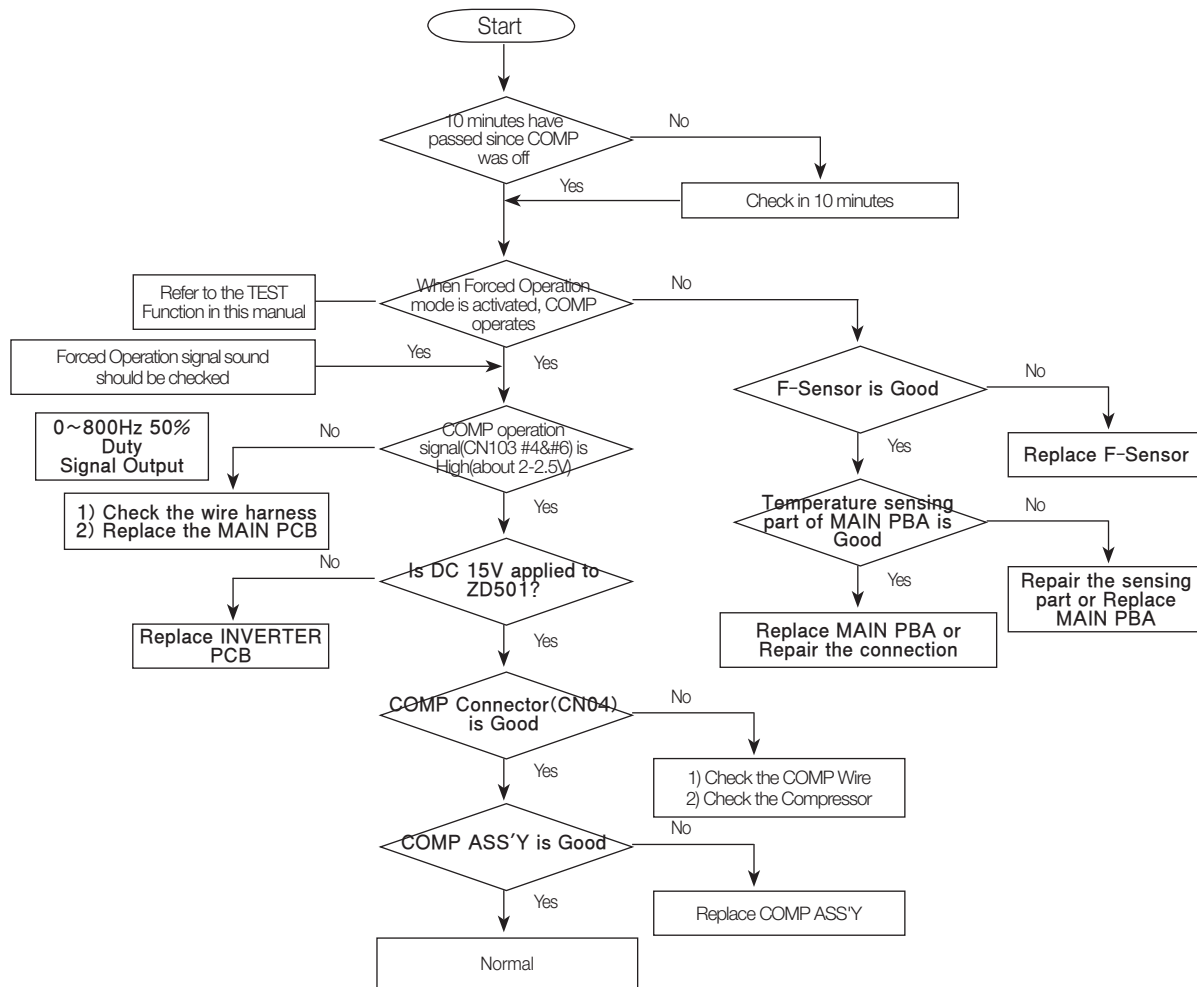 Start
10 minutes have
passed since COMP
was off
No
Yes
Check in 10 minutes
Refer to the TEST
Function in this manual
When Forced Operation
mode is activated, COMP
operates
No
Forced Operation signal sound
should be checked
Yes
Yes
F-Sensor is Good
No
Yes
Replace F-Sensor
0~800Hz 50%
Duty
Signal Output
No
COMP operation
signal(CN103 #4&#6) is
High(about 2-2.5V)
1) Check the wire harness
2) Replace the MAIN PCB
Yes
Temperature sensing
part of MAIN PBA is
Good
No
Yes
Repair the sensing
part or Replace
MAIN PBA
Replace MAIN PBA or
Repair the connection
No
Is DC 15V applied to
ZD501?
Replace INVERTER
PCB
Yes
COMP Connector(CN04)
is Good
No
Yes
1) Check the COMP Wire
2) Check the Compressor
COMP ASS'Y is Good
No
Yes
Replace COMP ASS'Y
Normal